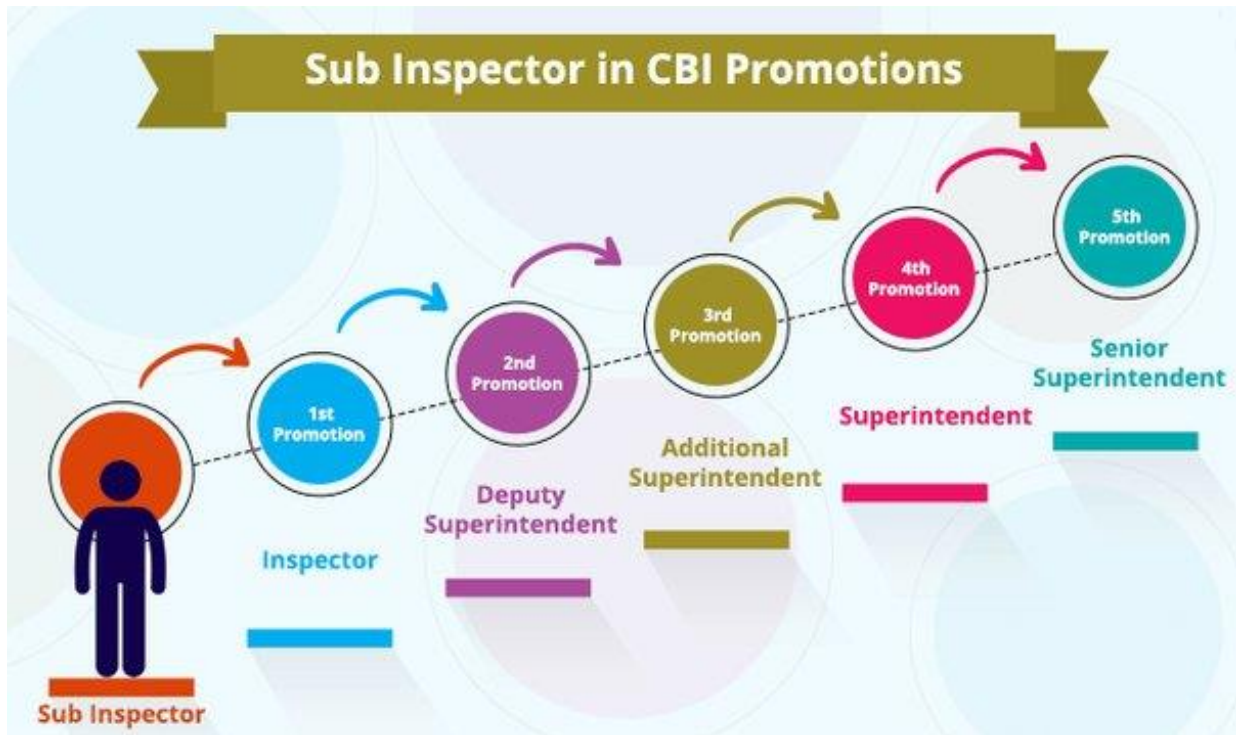 Sub Inspector in CBI Promotions
5th
Promotion
4th
Promotion
3rd
Promotion
2nd
Promotion
1st
Promotion
Senior
Superintendent
Superintendent
Additional
Superintendent
Deputy
Superintendent
Inspector
Sub Inspector